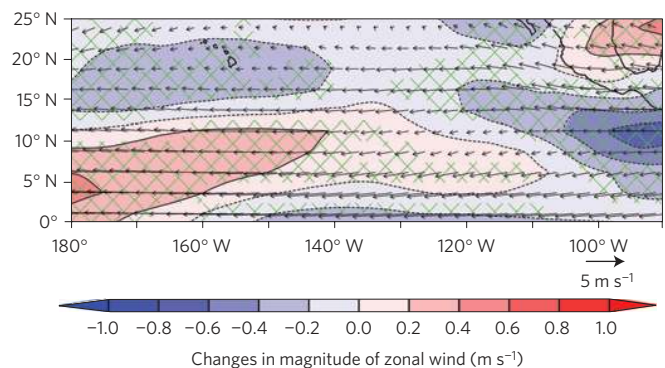 25° N
20° N
15° N
10° N
5° N
0°
180° 160° W 140° W 120° W 100° W
5 m s⁻¹
−1.0 −0.8 −0.6 −0.4 −0.2 0.0 0.2 0.4 0.6 0.8 1.0
Changes in magnitude of zonal wind (m s⁻¹)